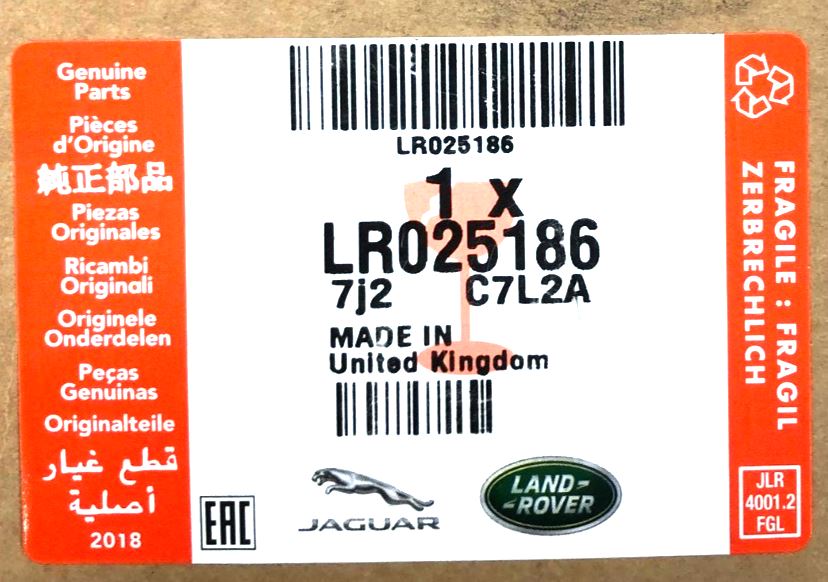 Genuine
Parts
Pièces
d'Origine
純正部品
Piezas
Originales
Ricambi
Originali
Originele
Onderdelen
Peças
Genuinas
Originalteile
قطع غيار
أصلية
2018
LR025186
1 x
LR025186
7j2 C7L2A
MADE IN
United Kingdom
EAC
JAGUAR
LAND-
-ROVER
FRAGILE : FRAGIL
ZERBRECHLICH
JLR
4001.2
FGL